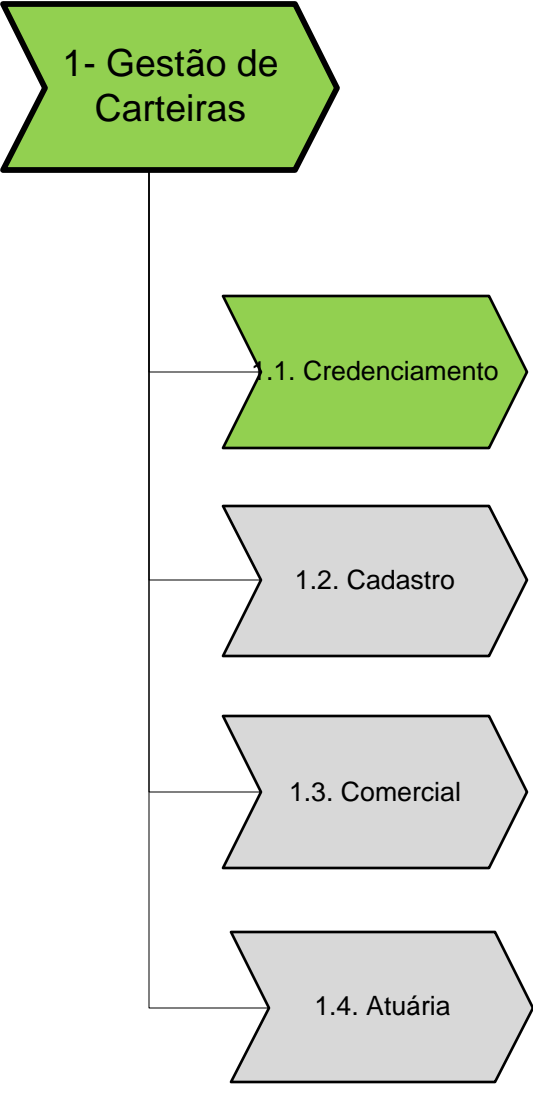 1- Gestão de
Carteiras
1.1. Credenciamento
1.2. Cadastro
1.3. Comercial
1.4. Atuária